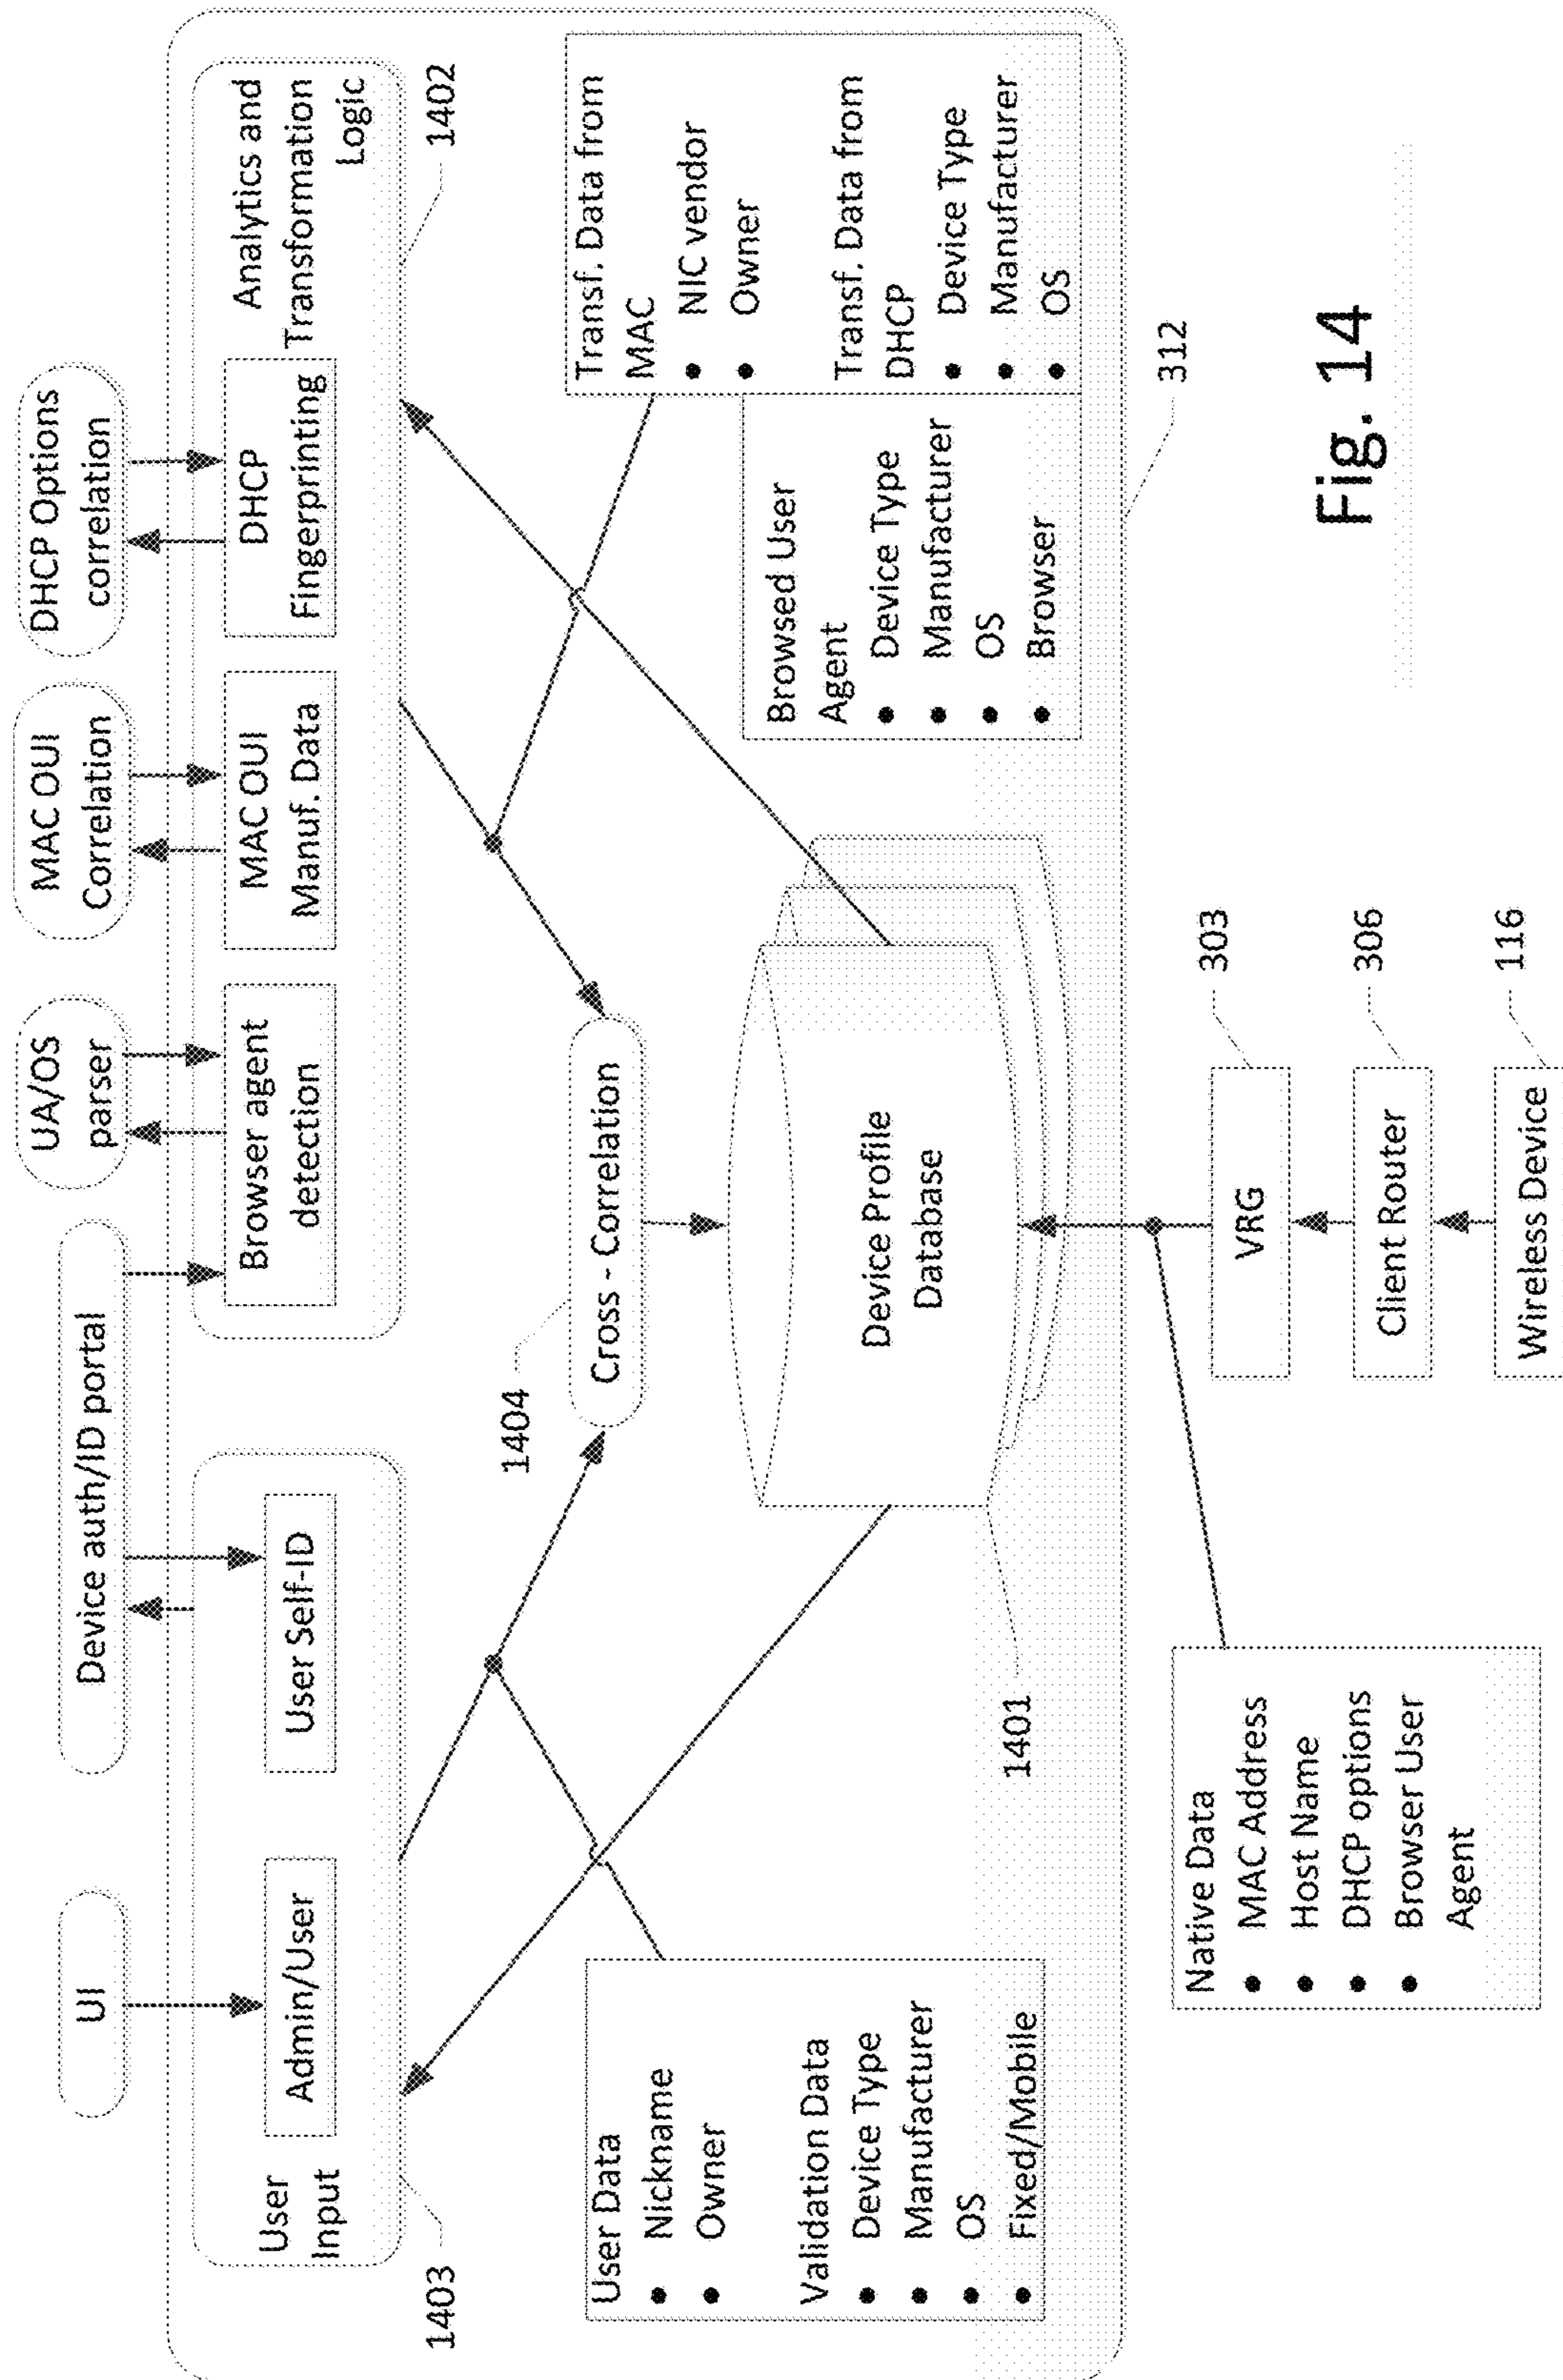 UI
Device auth/ID portal
UA/OS
parser
MAC OUI
Correlation
DHCP Options
correlation
User
Input
Admin/User
User Self-ID
Browser agent
detection
MAC OUI
Manuf. Data
DHCP
Fingerprinting
Analytics and
Transformation
Logic
1403
1402
1404
Cross - Correlation
User Data
• Nickname
• Owner
Validation Data
• Device Type
• Manufacturer
• OS
• Fixed/Mobile
Device Profile
Database
1401
Browsed User
Agent
• Device Type
• Manufacturer
• OS
• Browser
Transf. Data from
MAC
• NIC vendor
• Owner
Transf. Data from
DHCP
• Device Type
• Manufacturer
• OS
312
Native Data
• MAC Address
• Host Name
• DHCP options
• Browser User
Agent
VRG
303
Client Router
306
Wireless Device
116
Fig. 14